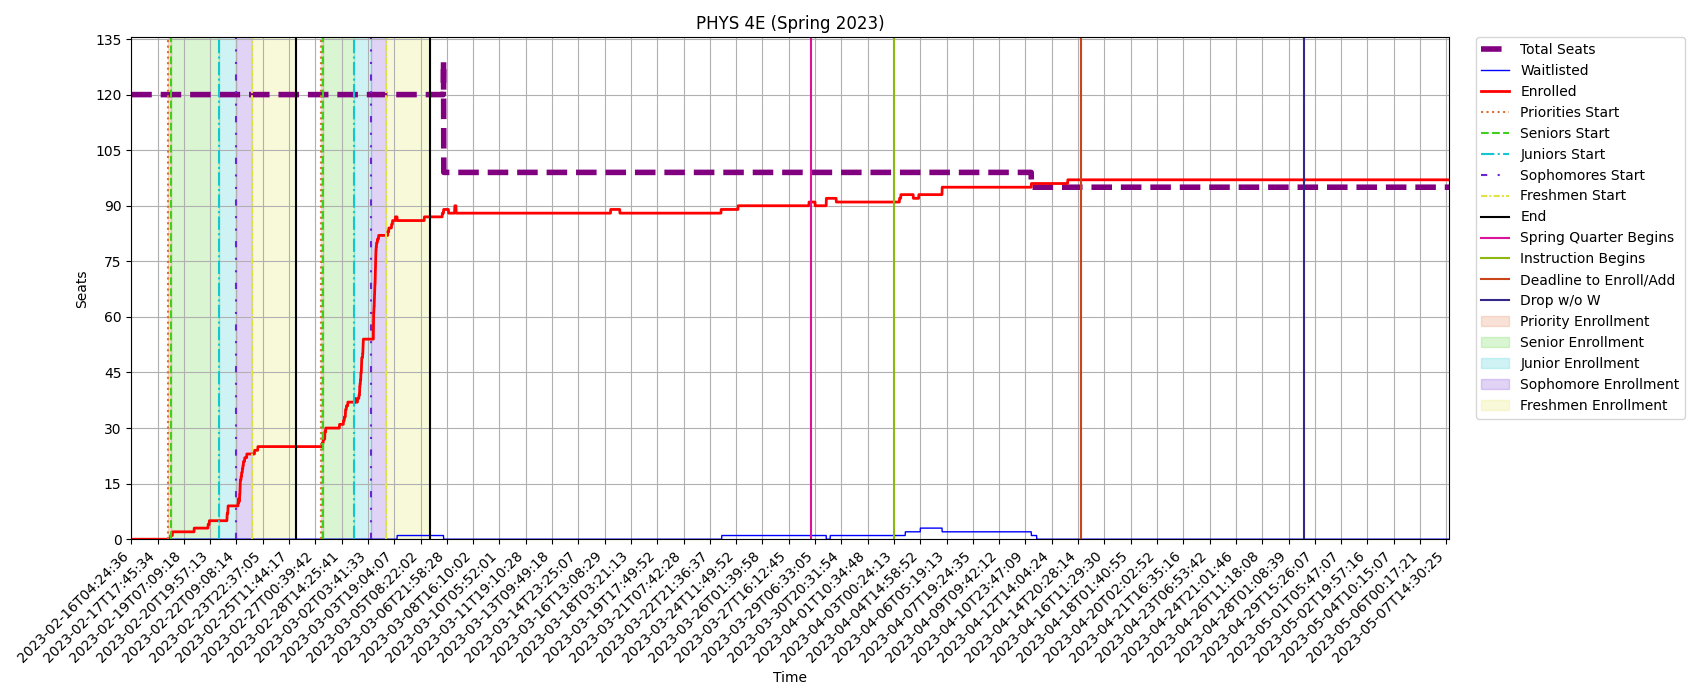 PHYS 4E (Spring 2023)
Seats
135
120
105
90
75
60
45
30
15
0
2023-02-16T04:24:36
2023-02-17T17:45:34
2023-02-19T07:09:18
2023-02-20T19:57:13
2023-02-22T09:08:14
2023-02-23T22:37:05
2023-02-25T11:44:17
2023-02-27T00:39:42
2023-02-28T14:25:41
2023-03-02T03:41:33
2023-03-03T19:04:07
2023-03-05T08:22:02
2023-03-06T21:58:28
2023-03-08T16:10:02
2023-03-10T05:52:01
2023-03-11T19:10:28
2023-03-13T09:49:18
2023-03-14T23:25:07
2023-03-16T13:08:29
2023-03-18T03:21:13
2023-03-19T17:49:52
2023-03-21T07:42:28
2023-03-22T21:36:37
2023-03-24T11:49:52
2023-03-26T01:39:58
2023-03-27T16:12:45
2023-03-29T06:33:05
2023-03-30T20:31:54
2023-04-01T10:34:48
2023-04-03T00:24:13
2023-04-04T14:58:52
2023-04-06T05:19:13
2023-04-07T19:24:35
2023-04-09T09:42:12
2023-04-10T23:47:09
2023-04-12T14:04:24
2023-04-14T20:28:14
2023-04-16T11:29:30
2023-04-18T01:40:55
2023-04-20T02:02:52
2023-04-21T16:35:16
2023-04-23T06:53:42
2023-04-24T21:01:46
2023-04-26T11:18:08
2023-04-28T01:08:39
2023-04-29T15:26:07
2023-05-01T05:47:07
2023-05-02T19:57:16
2023-05-04T10:15:07
2023-05-06T00:17:21
2023-05-07T14:30:25
Time
Total Seats
Waitlisted
Enrolled
Priorities Start
Seniors Start
Juniors Start
Sophomores Start
Freshmen Start
End
Spring Quarter Begins
Instruction Begins
Deadline to Enroll/Add
Drop w/o W
Priority Enrollment
Senior Enrollment
Junior Enrollment
Sophomore Enrollment
Freshmen Enrollment